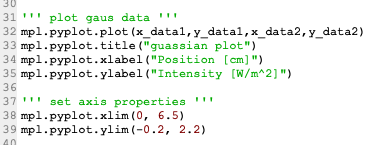 30
31 ''' plot gaus data '''
32 mpl.pyplot.plot(x_data1,y_data1,x_data2,y_data2)
33 mpl.pyplot.title("guassian plot")
34 mpl.pyplot.xlabel("Position [cm]")
35 mpl.pyplot.ylabel("Intensity [W/m^2]")
36
37 ''' set axis properties '''
38 mpl.pyplot.xlim(0, 6.5)
39 mpl.pyplot.ylim(-0.2, 2.2)
40